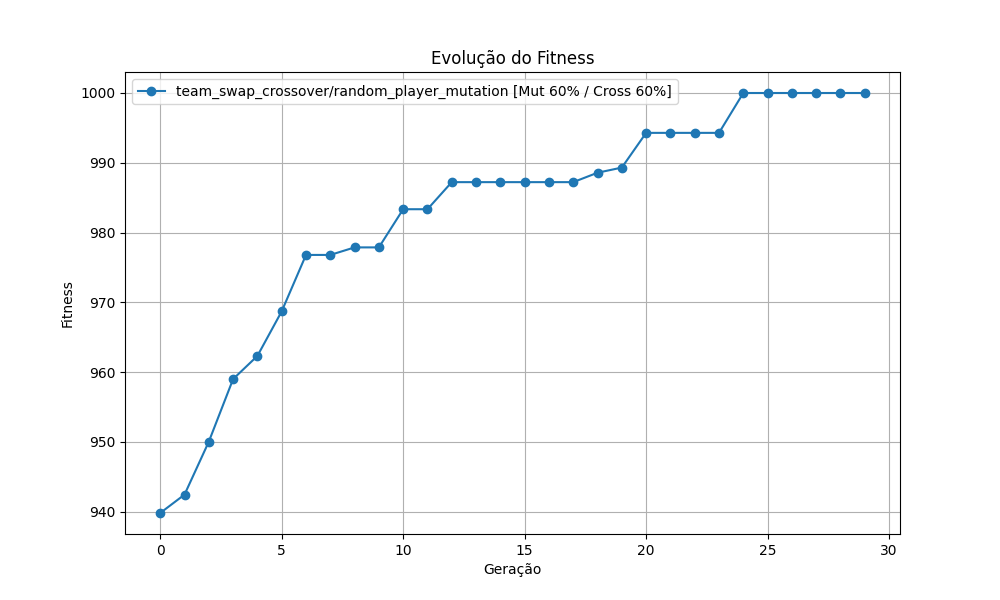 Evolução do Fitness
team_swap_crossover/random_player_mutation [Mut 60% / Cross 60%]
Fitness
1000
990
980
970
960
950
940
0 5 10 15 20 25 30
Geração